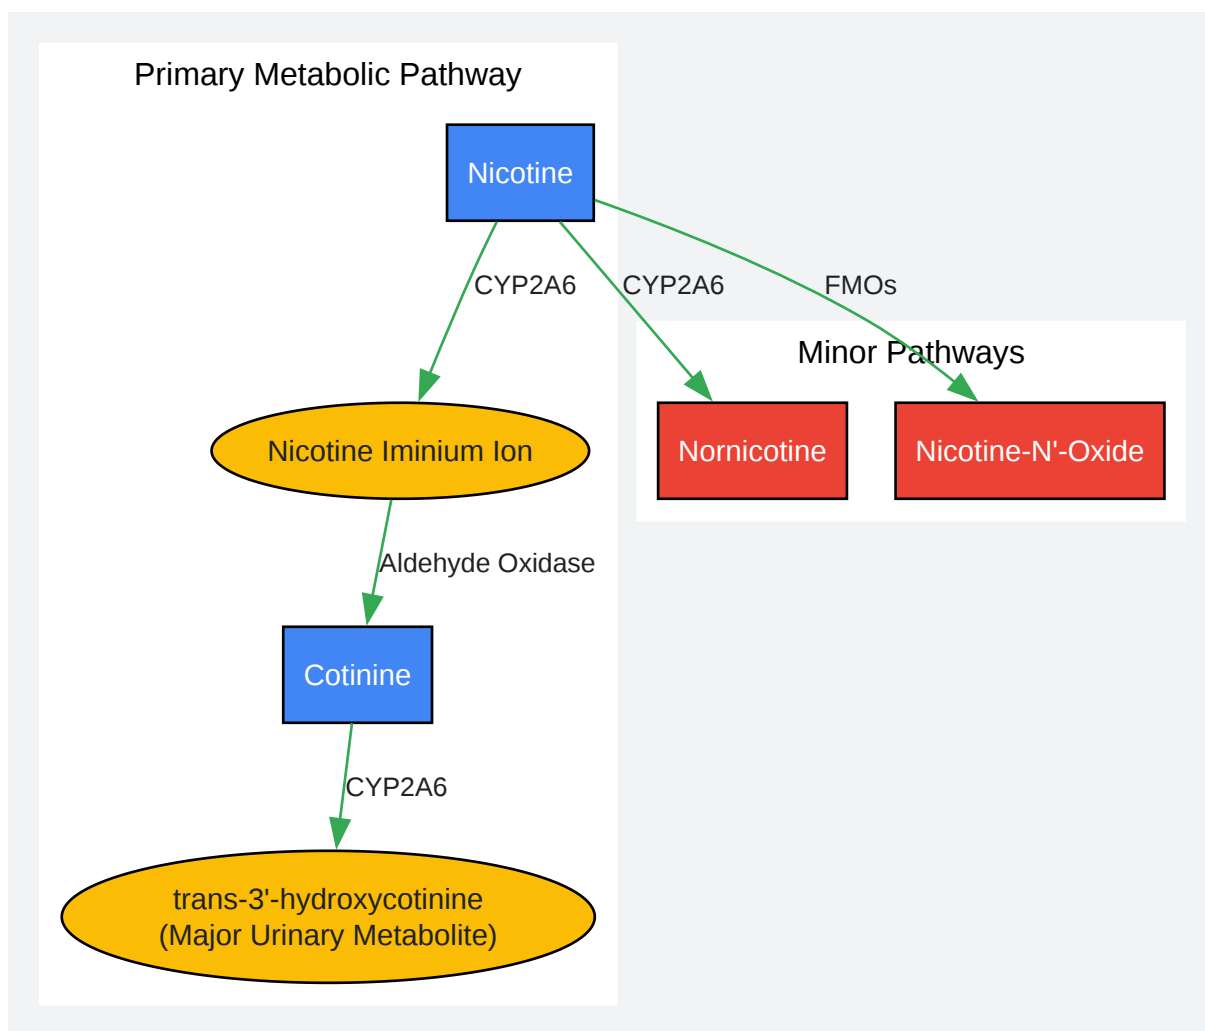 Primary Metabolic Pathway
Nicotine
CYP2A6
CYP2A6
FMOs
Minor Pathways
Nicotine Iminium Ion
Nornicotine
Nicotine-N'-Oxide
Aldehyde Oxidase
Cotinine
CYP2A6
trans-3'-hydroxycotinine
(Major Urinary Metabolite)